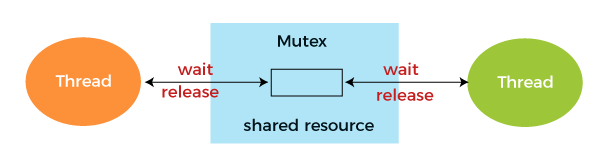 Mutex
Thread
wait
release
wait
release
Thread
shared resource